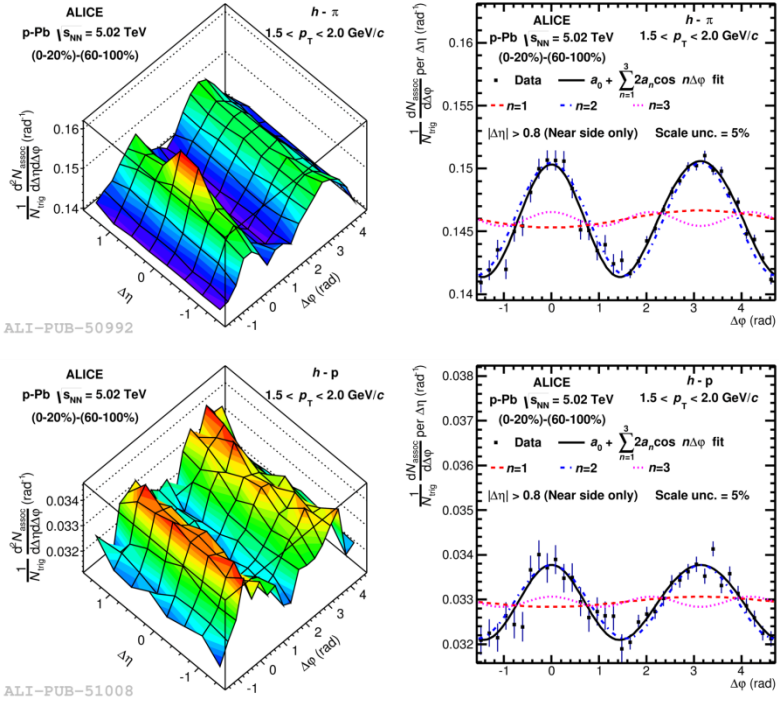 ALICE
p-Pb √sNN = 5.02 TeV
(0-20%)-(60-100%)
h - π
1.5 < pT < 2.0 GeV/c
1/Ntrig d²Nassoc/dΔηdΔφ (rad⁻¹)
0.16
0.15
0.14
1
0
-1
Δη
-1
0
1
2
3
4
Δφ (rad)
ALI-PUB-50992
ALICE
h - π
p-Pb √sNN = 5.02 TeV
1.5 < pT < 2.0 GeV/c
(0-20%)-(60-100%)
Data
a0 + ∑n=1^3 2an cos nΔφ fit
n=1
n=2
n=3
|Δη| > 0.8 (Near side only)
Scale unc. = 5%
1/Ntrig dNassoc/dΔφ per Δη (rad⁻¹)
0.16
0.155
0.15
0.145
0.14
-1
0
1
2
3
4
Δφ (rad)
ALICE
p-Pb √sNN = 5.02 TeV
(0-20%)-(60-100%)
h - p
1.5 < pT < 2.0 GeV/c
1/Ntrig d²Nassoc/dΔηdΔφ (rad⁻¹)
0.034
0.033
0.032
1
0
-1
Δη
-1
0
1
2
3
4
Δφ (rad)
ALI-PUB-51008
ALICE
h - p
p-Pb √sNN = 5.02 TeV
1.5 < pT < 2.0 GeV/c
(0-20%)-(60-100%)
Data
a0 + ∑n=1^3 2an cos nΔφ fit
n=1
n=2
n=3
|Δη| > 0.8 (Near side only)
Scale unc. = 5%
1/Ntrig dNassoc/dΔφ per Δη (rad⁻¹)
0.038
0.037
0.036
0.035
0.034
0.033
0.032
-1
0
1
2
3
4
Δφ (rad)